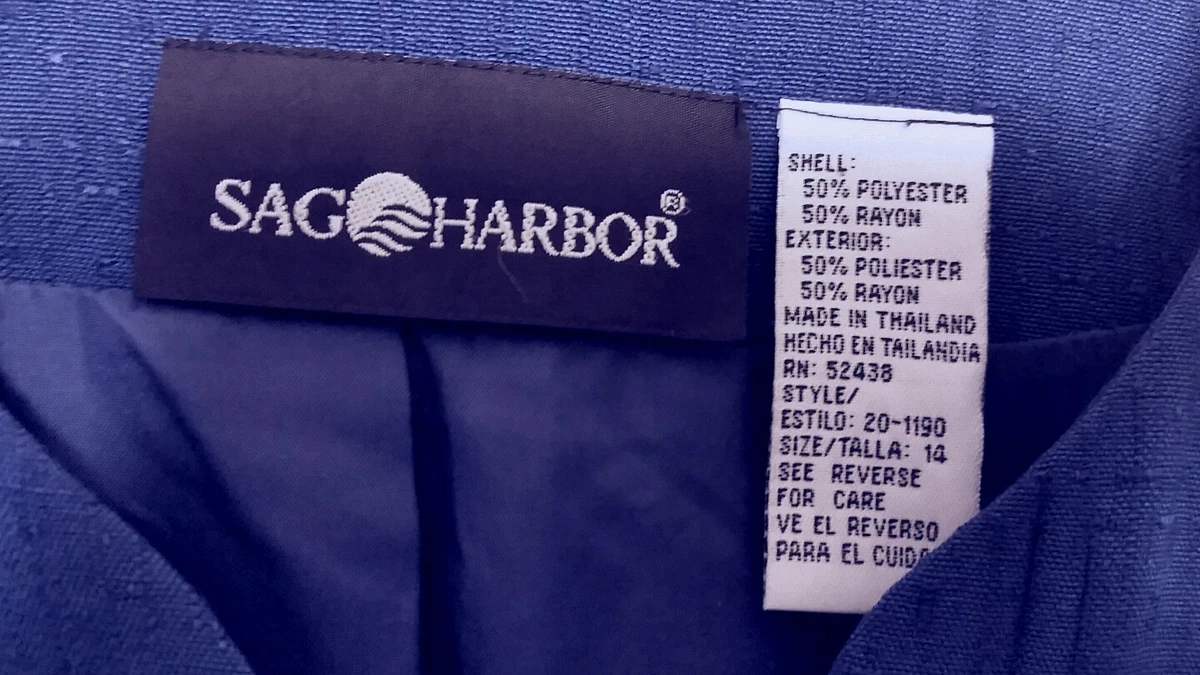 SAG HARBOR®
SHELL:
50% POLYESTER
50% RAYON
EXTERIOR:
50% POLIESTER
50% RAYON
MADE IN THAILAND
HECHO EN TAILANDIA
RN: 52438
STYLE/
ESTILO: 20-1190
SIZE/TALLA: 14
SEE REVERSE
FOR CARE
VE EL REVERSO
PARA EL